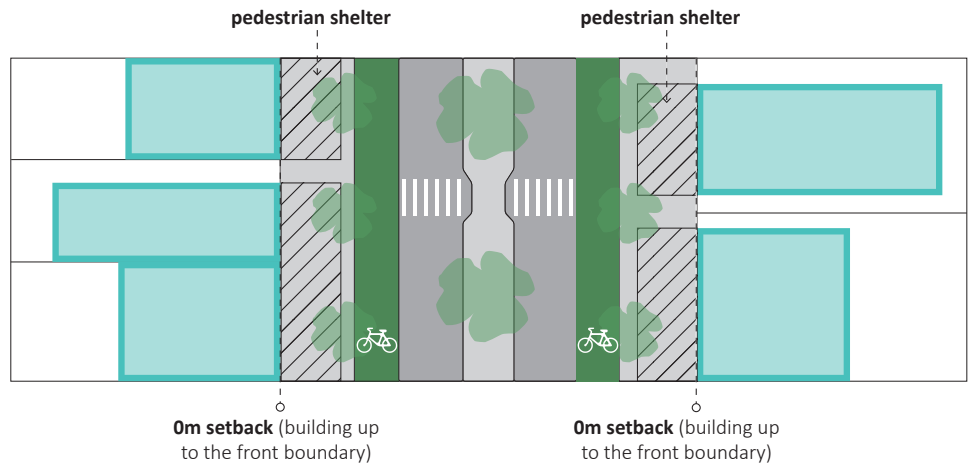 pedestrian shelter
pedestrian shelter
0m setback (building up
to the front boundary)
0m setback (building up
to the front boundary)